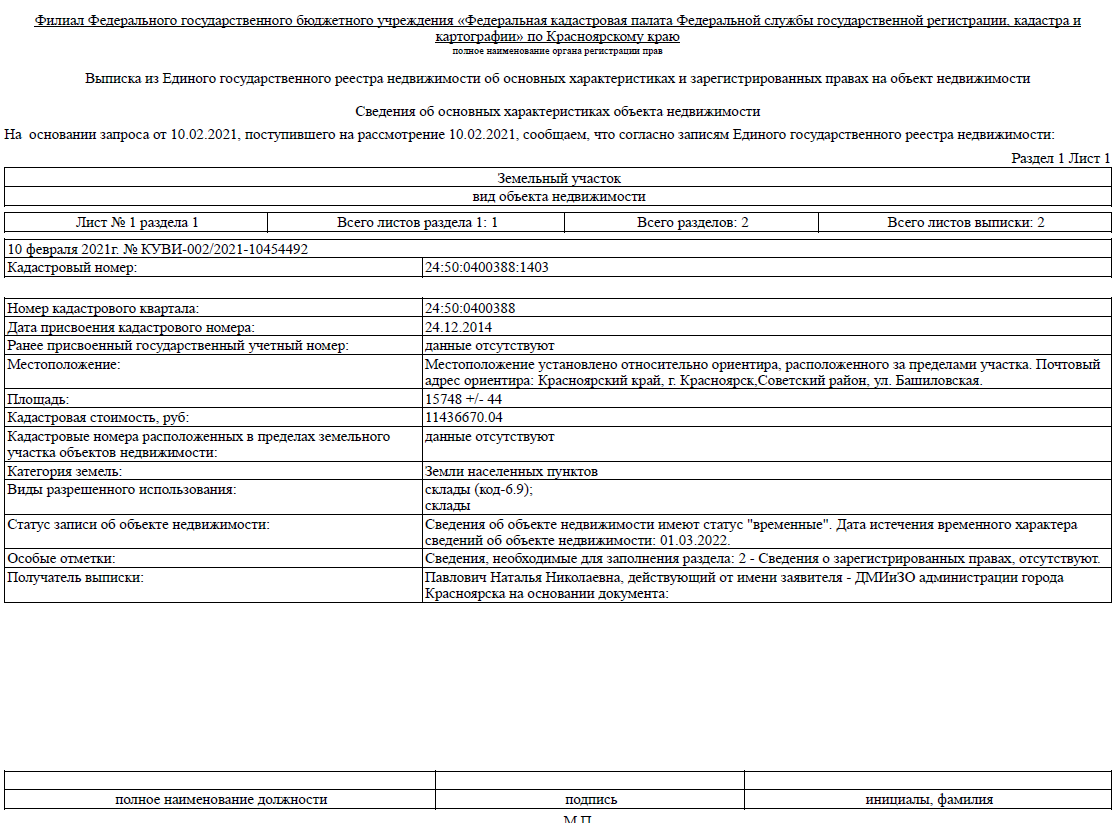 Филиал Федерального государственного бюджетного учреждения «Федеральная кадастровая палата Федеральной службы государственной регистрации, кадастра и
картографии» по Красноярскому краю
полное наименование органа регистрации прав
Выписка из Единого государственного реестра недвижимости об основных характеристиках и зарегистрированных правах на объект недвижимости
Сведения об основных характеристиках объекта недвижимости
На основании запроса от 10.02.2021, поступившего на рассмотрение 10.02.2021, сообщаем, что согласно записям Единого государственного реестра недвижимости:
Раздел 1 Лист 1
Земельный участок
вид объекта недвижимости
Лист № 1 раздела 1 Всего листов раздела 1: 1 Всего разделов: 2 Всего листов выписки: 2
10 февраля 2021г. № КУВИ-002/2021-10454492
Кадастровый номер: 24:50:0400388:1403
Номер кадастрового квартала: 24:50:0400388
Дата присвоения кадастрового номера: 24.12.2014
Ранее присвоенный государственный учетный номер: данные отсутствуют
Местоположение: Местоположение установлено относительно ориентира, расположенного за пределами участка. Почтовый
адрес ориентира: Красноярский край, г. Красноярск,Советский район, ул. Башиловская.
Площадь: 15748 +/- 44
Кадастровая стоимость, руб: 11436670.04
Кадастровые номера расположенных в пределах земельного данные отсутствуют
участка объектов недвижимости:
Категория земель: Земли населенных пунктов
Виды разрешенного использования: склады (код-6.9);
склады
Статус записи об объекте недвижимости: Сведения об объекте недвижимости имеют статус "временные". Дата истечения временного характера
сведений об объекте недвижимости: 01.03.2022.
Особые отметки: Сведения, необходимые для заполнения раздела: 2 - Сведения о зарегистрированных правах, отсутствуют.
Получатель выписки: Павлович Наталья Николаевна, действующий от имени заявителя - ДМИиЗО администрации города
Красноярска на основании документа:
полное наименование должности подпись инициалы, фамилия
М.П.